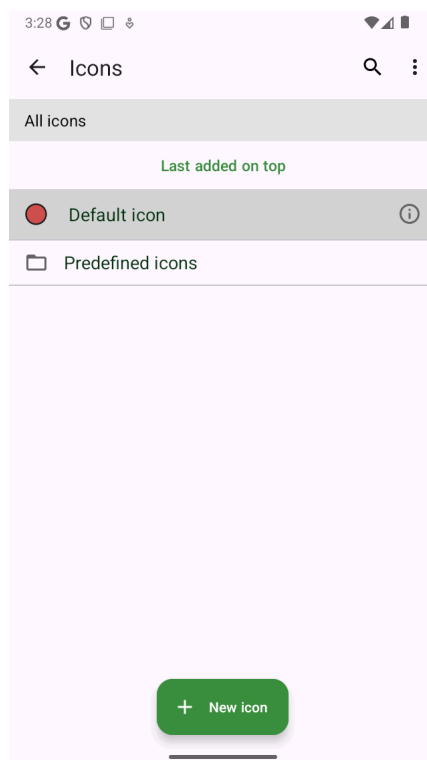 3:28
Icons
All icons
Last added on top
Default icon
Predefined icons
New icon